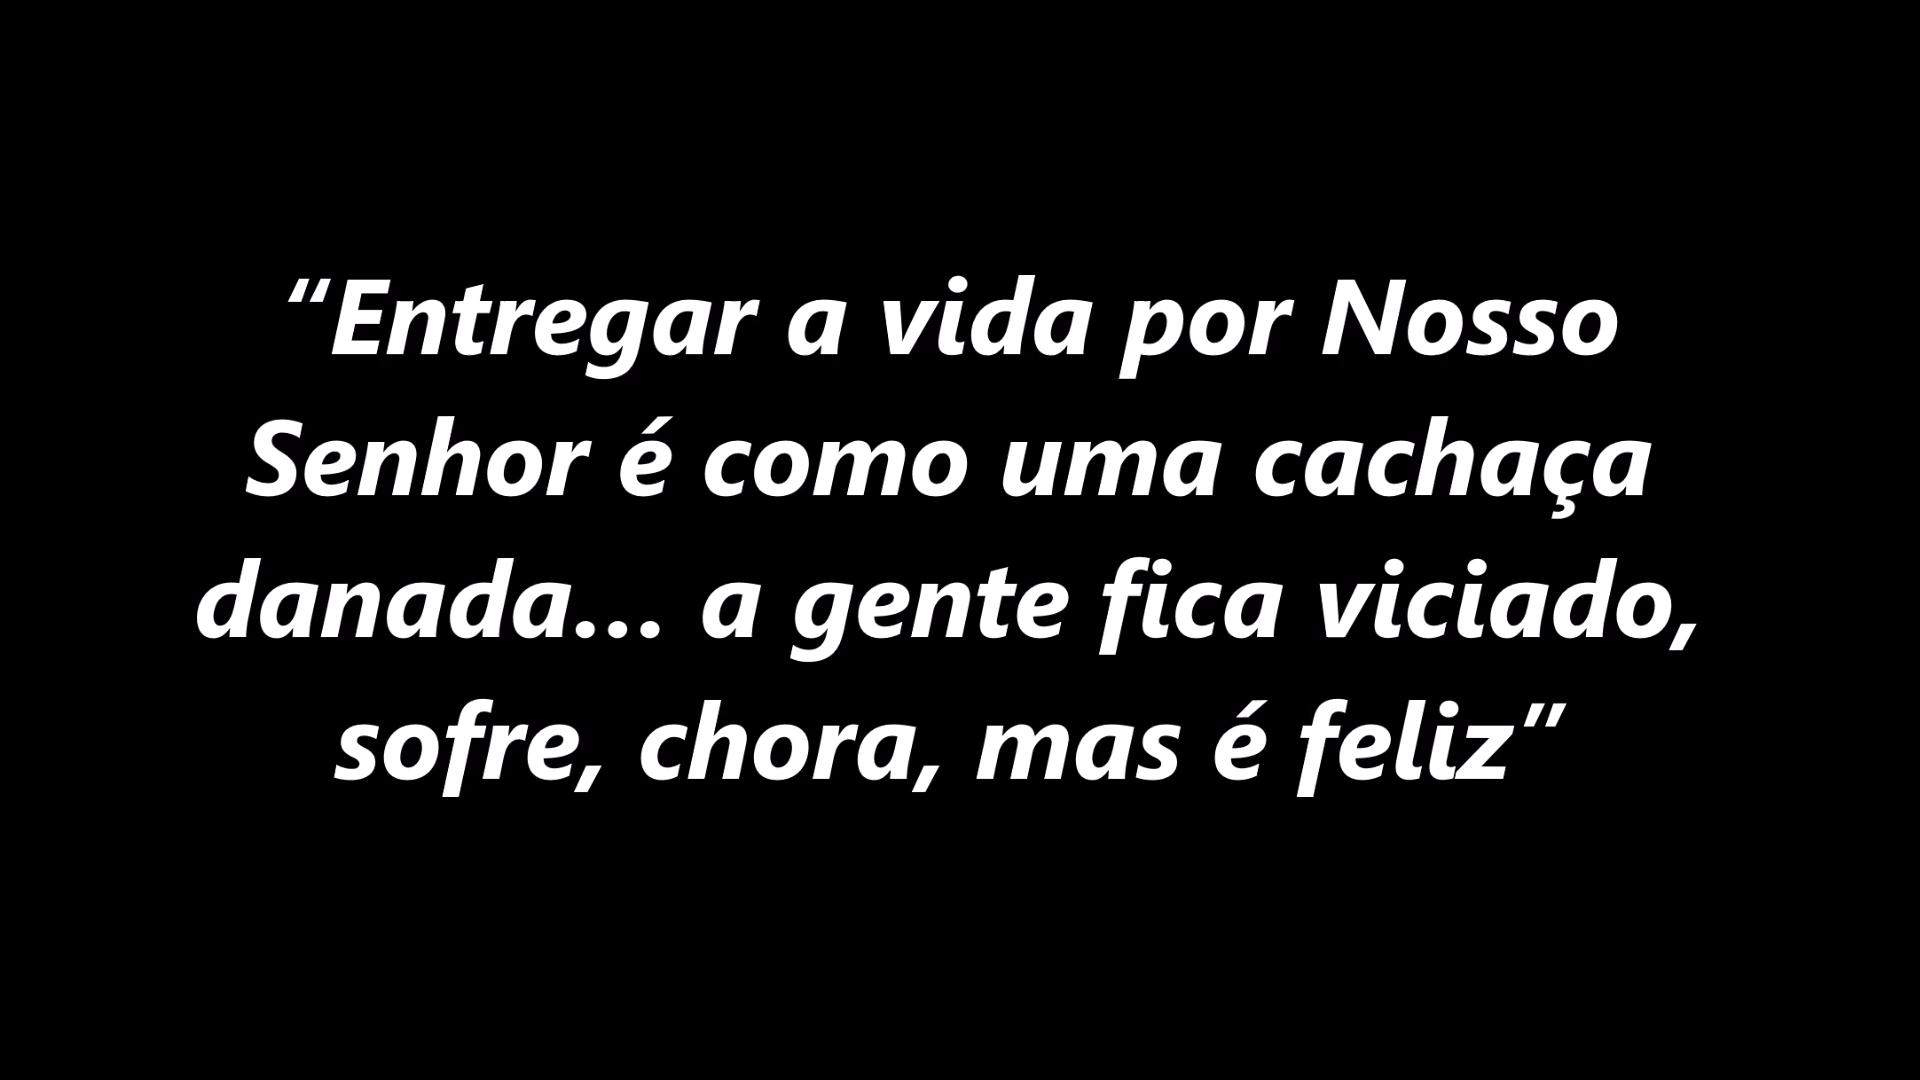 “Entregar a vida por Nosso
Senhor é como uma cachaça
danada... a gente fica viciado,
sofre, chora, mas é feliz”